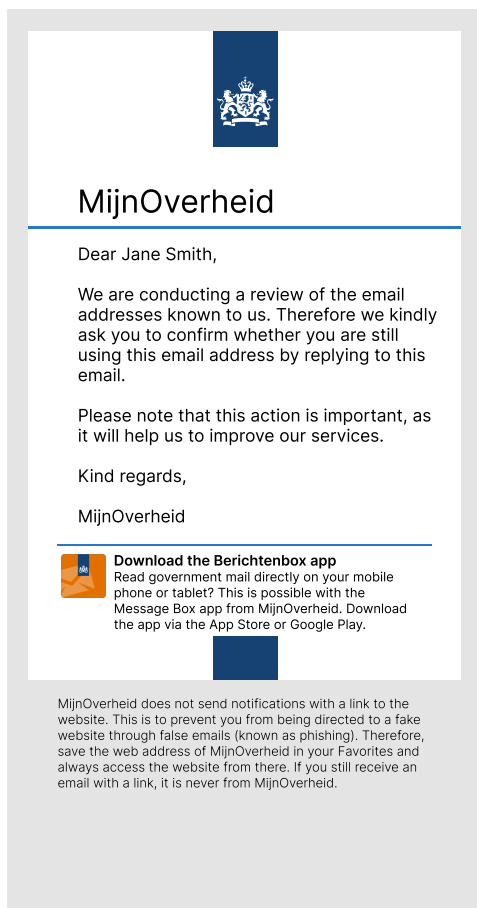 MijnOverheid
Dear Jane Smith,
We are conducting a review of the email
addresses known to us. Therefore we kindly
ask you to confirm whether you are still
using this email address by replying to this
email.
Please note that this action is important, as
it will help us to improve our services.
Kind regards,
MijnOverheid
Download the Berichtenbox app
Read government mail directly on your mobile
phone or tablet? This is possible with the
Message Box app from MijnOverheid. Download
the app via the App Store or Google Play.
MijnOverheid does not send notifications with a link to the
website. This is to prevent you from being directed to a fake
website through false emails (known as phishing). Therefore,
save the web address of MijnOverheid in your Favorites and
always access the website from there. If you still receive an
email with a link, it is never from MijnOverheid.